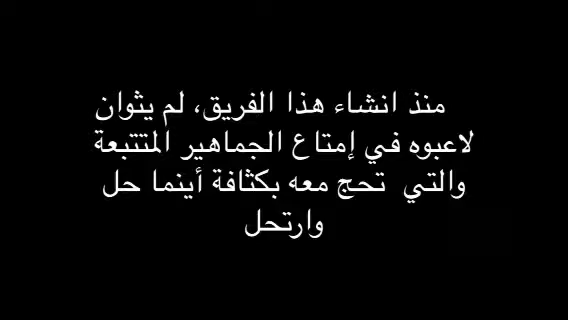 منذ انشاء هذا الفريق، لم يثوان
لاعبوه في إمتاع الجماهير المتتبعة
والتي تحج معه بكثافة أينما حل
وارتحل